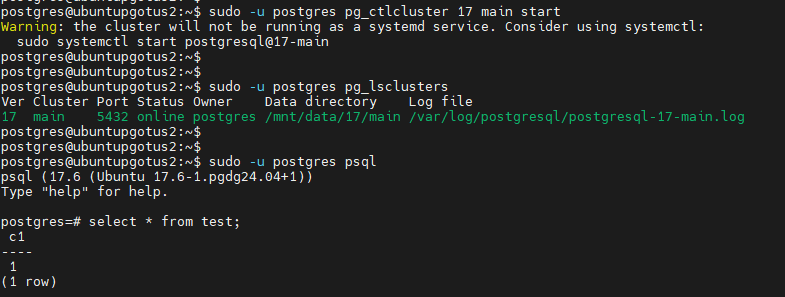 postgres@ubuntupgotus2:~$ sudo -u postgres pg_ctlcluster 17 main start
Warning: the cluster will not be running as a systemd service. Consider using systemctl:
  sudo systemctl start postgresql@17-main
postgres@ubuntupgotus2:~$
postgres@ubuntupgotus2:~$
postgres@ubuntupgotus2:~$ sudo -u postgres pg_lsclusters
Ver Cluster Port Status Owner    Data directory    Log file
17  main    5432 online postgres /mnt/data/17/main /var/log/postgresql/postgresql-17-main.log
postgres@ubuntupgotus2:~$
postgres@ubuntupgotus2:~$
postgres@ubuntupgotus2:~$ sudo -u postgres psql
psql (17.6 (Ubuntu 17.6-1.pgdg24.04+1))
Type "help" for help.

postgres=# select * from test;
 c1
----
 1
(1 row)